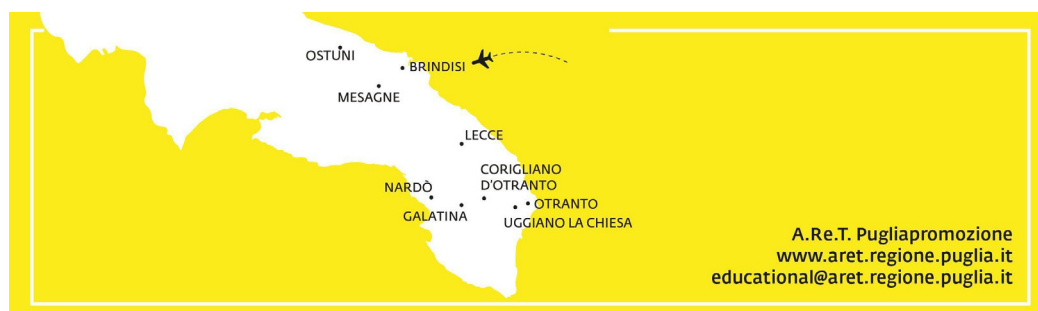 OSTUNI
BRINDISI
MESAGNE
LECCE
CORIGLIANO
D'OTRANTO
NARDÒ
OTRANTO
GALATINA
UGGIANO LA CHIESA
A.Re.T. Pugliapromozione
www.aret.regione.puglia.it
educational@aret.regione.puglia.it